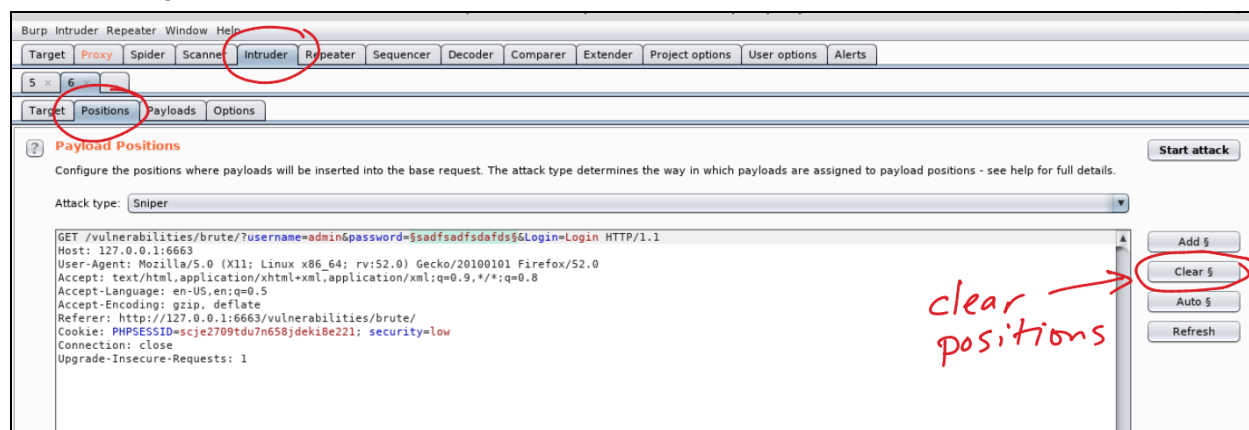 Burp Intruder Repeater Window Help
Target Proxy Spider Scanner Intruder Repeater Sequencer Decoder Comparer Extender Project options User options Alerts
5 × 6 × ...
Target Positions Payloads Options
? Payload Positions
Start attack
Configure the positions where payloads will be inserted into the base request. The attack type determines the way in which payloads are assigned to payload positions - see help for full details.
Attack type: Sniper
GET /vulnerabilities/brute/?username=admin&password=§sadfsadfsdafds§&Login=Login HTTP/1.1
Host: 127.0.0.1:6663
User-Agent: Mozilla/5.0 (X11; Linux x86_64; rv:52.0) Gecko/20100101 Firefox/52.0
Accept: text/html,application/xhtml+xml,application/xml;q=0.9,*/*;q=0.8
Accept-Language: en-US,en;q=0.5
Accept-Encoding: gzip, deflate
Referer: http://127.0.0.1:6663/vulnerabilities/brute/
Cookie: PHPSESSID=scje2709tdu7n658jdeki8e221; security=low
Connection: close
Upgrade-Insecure-Requests: 1
Add §
Clear §
Auto §
Refresh
clear
positions